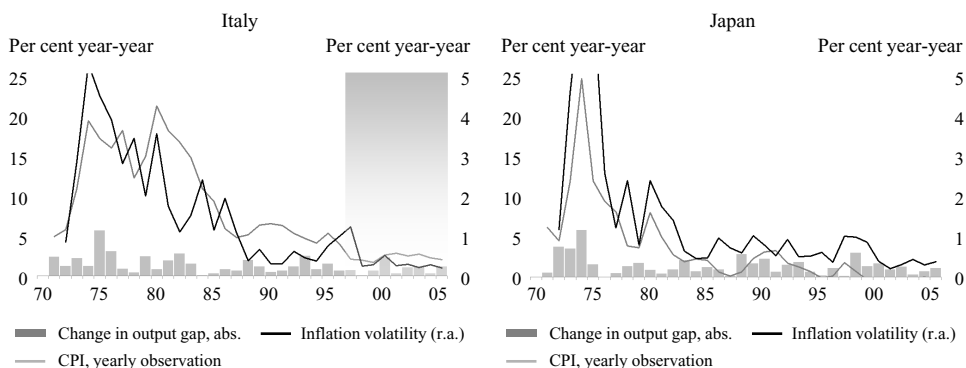 Italy
Per cent year-year Per cent year-year
25 5
20 4
15 3
10 2
5 1
0 0
70 75 80 85 90 95 00 05
Change in output gap, abs. Inflation volatility (r.a.)
CPI, yearly observation
Japan
Per cent year-year Per cent year-year
25 5
20 4
15 3
10 2
5 1
0 0
70 75 80 85 90 95 00 05
Change in output gap, abs. Inflation volatility (r.a.)
CPI, yearly observation